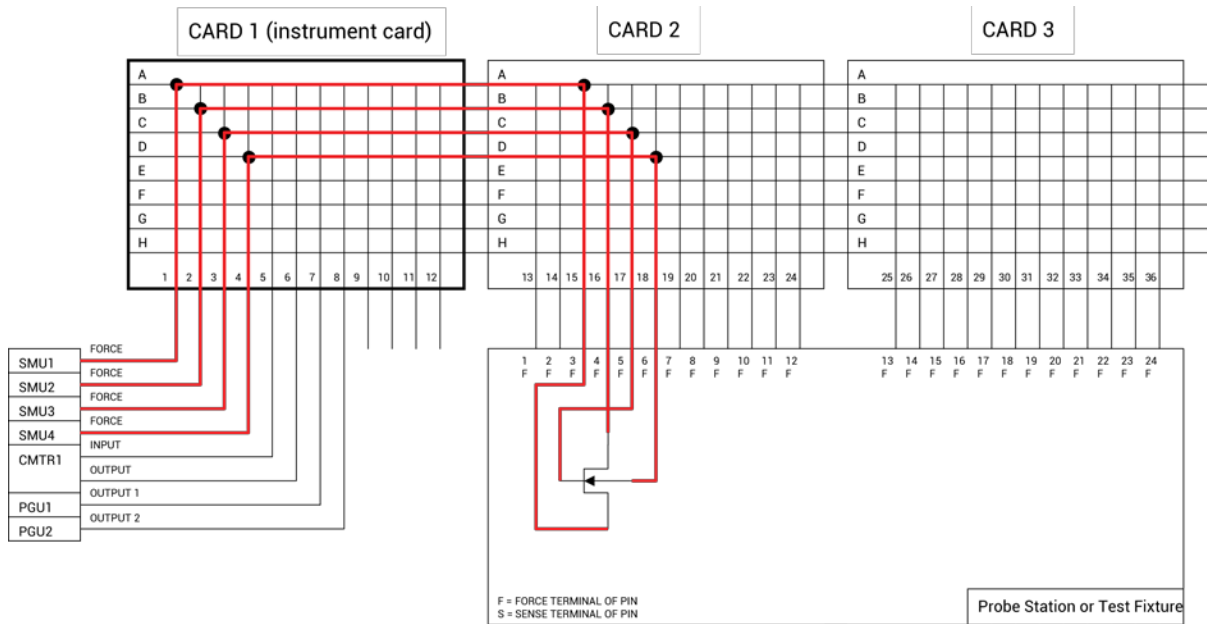 CARD 1 (instrument card)
CARD 2
CARD 3
A
B
C
D
E
F
G
H
1 2 3 4 5 6 7 8 9 10 11 12
A
B
C
D
E
F
G
H
13 14 15 16 17 18 19 20 21 22 23 24
A
B
C
D
E
F
G
H
25 26 27 28 29 30 31 32 33 34 35 36
SMU1
SMU2
SMU3
SMU4
CMTR1
PGU1
PGU2
FORCE
FORCE
FORCE
FORCE
INPUT
OUTPUT
OUTPUT 1
OUTPUT 2
1 2 3 4 5 6 7 8 9 10 11 12
F F F F F F F F F F F F
13 14 15 16 17 18 19 20 21 22 23 24
F F F F F F F F F F F F
F = FORCE TERMINAL OF PIN
S = SENSE TERMINAL OF PIN
Probe Station or Test Fixture